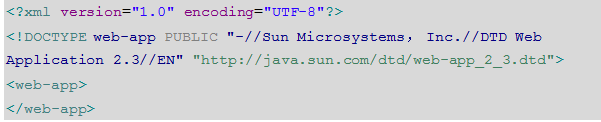 <?xml version="1.0" encoding="UTF-8"?>
<!DOCTYPE web-app PUBLIC "-//Sun Microsystems, Inc.//DTD Web
Application 2.3//EN" "http://java.sun.com/dtd/web-app_2_3.dtd">
<web-app>
</web-app>